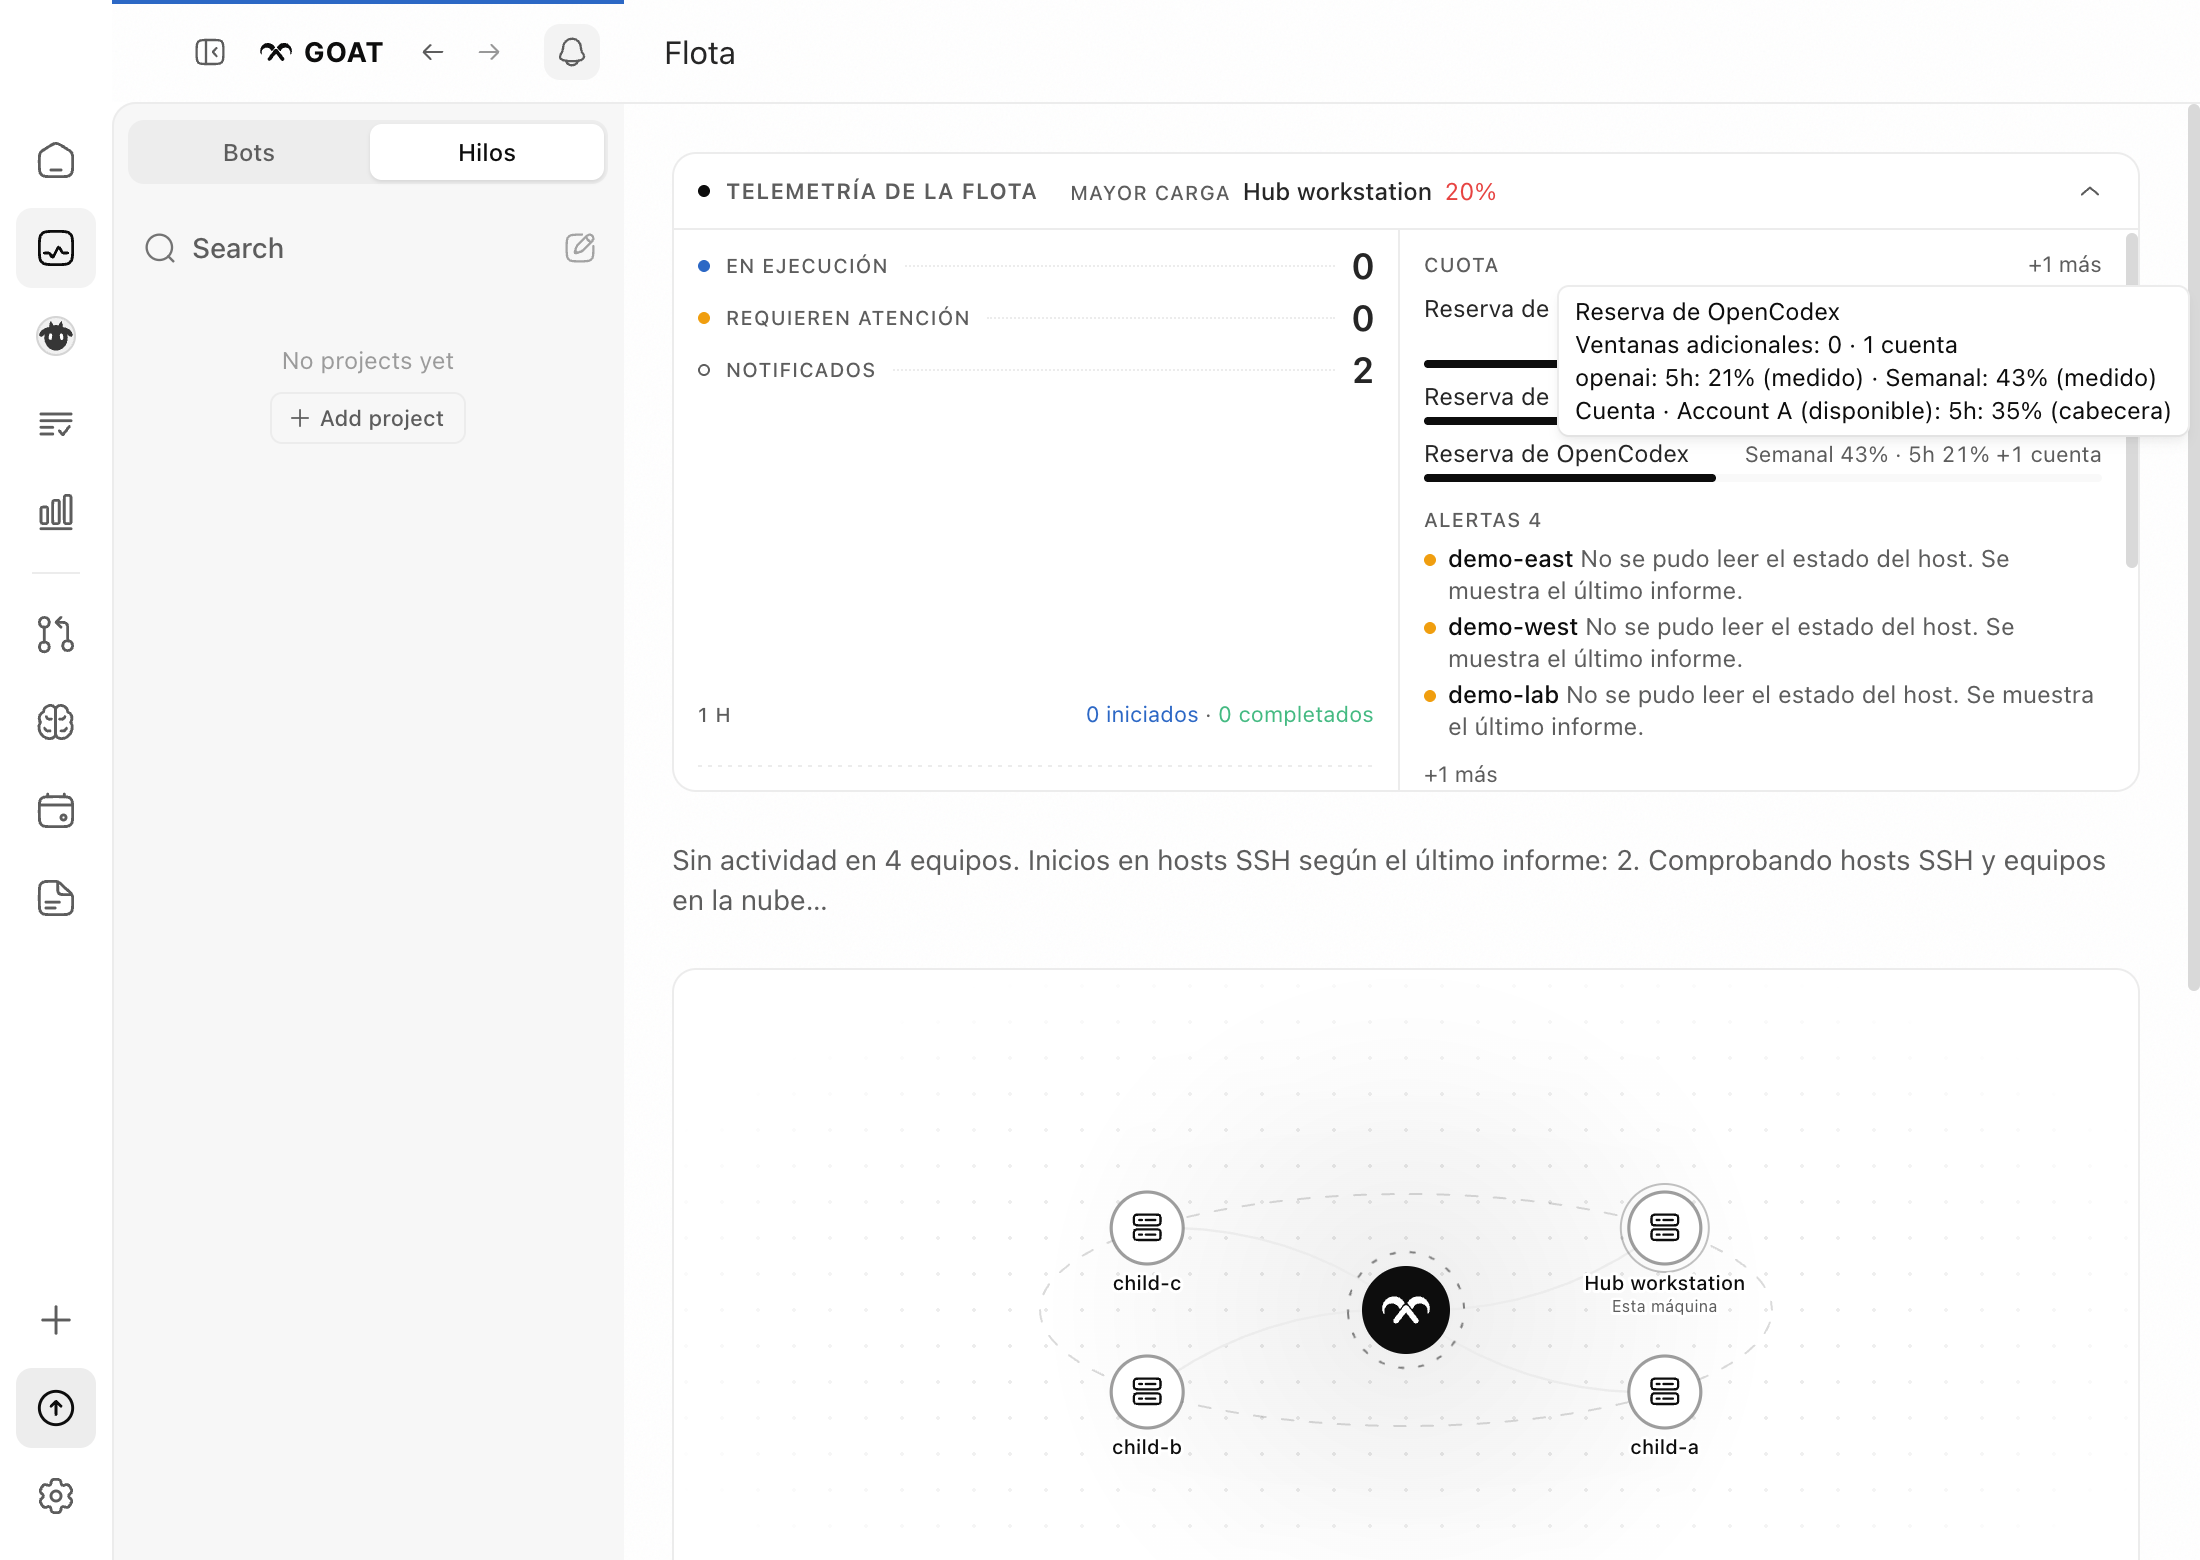 GOAT
Flota
Bots
Hilos
Search
No projects yet
Add project
TELEMETRÍA DE LA FLOTA
MAYOR CARGA Hub workstation 20%
EN EJECUCIÓN 0
REQUIEREN ATENCIÓN 0
NOTIFICADOS 2
1 H
0 iniciados · 0 completados
CUOTA
+1 más
Reserva de
Reserva de OpenCodex
Ventanas adicionales: 0 · 1 cuenta
openai: 5h: 21% (medido) · Semanal: 43% (medido)
Cuenta · Account A (disponible): 5h: 35% (cabecera)
Reserva de
Reserva de OpenCodex
Semanal 43% · 5h 21% +1 cuenta
ALERTAS 4
demo-east No se pudo leer el estado del host. Se
muestra el último informe.
demo-west No se pudo leer el estado del host. Se
muestra el último informe.
demo-lab No se pudo leer el estado del host. Se muestra
el último informe.
+1 más
Sin actividad en 4 equipos. Inicios en hosts SSH según el último informe: 2. Comprobando hosts SSH y equipos
en la nube...
child-c
Hub workstation
Esta máquina
child-b
child-a